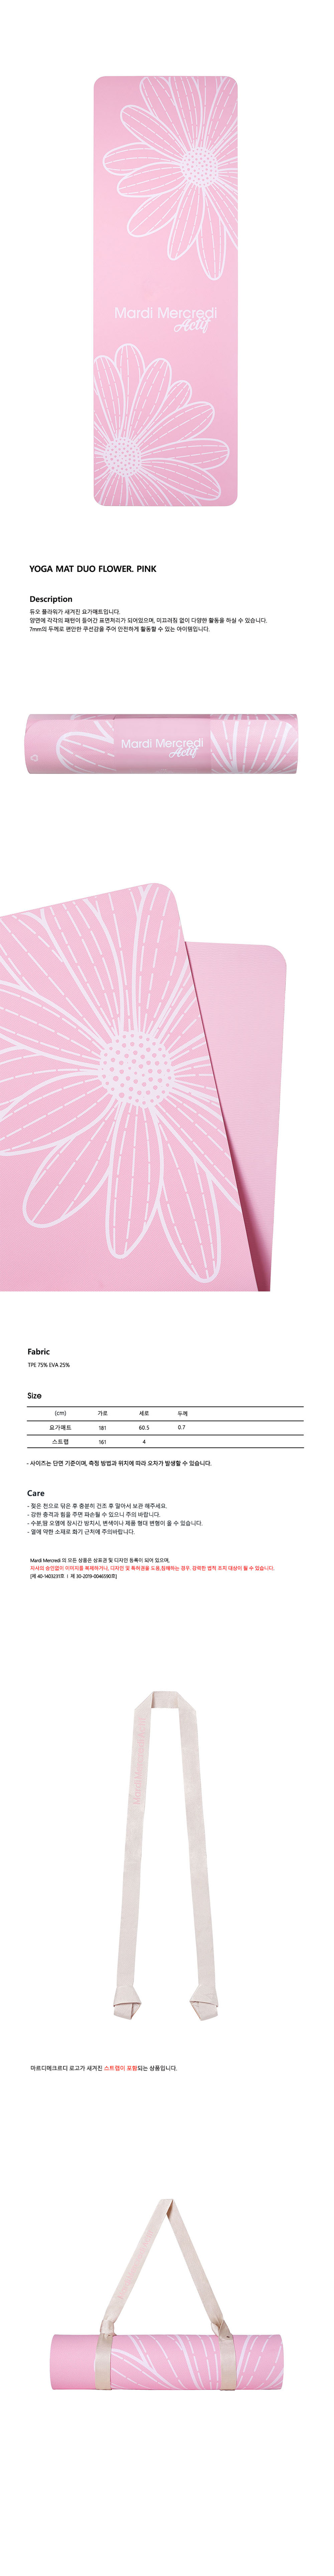 Mardi Mercredi
Actif
YOGA MAT DUO FLOWER. PINK
Description
듀오 플라워가 새겨진 요가매트입니다.
양면에 각각의 패턴이 들어간 표면처리가 되어있으며, 미끄러짐 없이 다양한 활동을 하실 수 있습니다.
7mm의 두께로 편안한 쿠션감을 주어 안전하게 활동할 수 있는 아이템입니다.
Mardi Mercredi
Actif
Fabric
TPE 75% EVA 25%
Size
(cm) 가로 세로 두께
요가매트 181 60.5 0.7
스트랩 161 4
- 사이즈는 단면 기준이며, 측정 방법과 위치에 따라 오차가 발생할 수 있습니다.
Care
- 젖은 천으로 닦은 후 충분히 건조 후 말아서 보관 해주세요.
- 강한 충격과 힘을 주면 파손될 수 있으니 주의 바랍니다.
- 수분,땀 오염에 장시간 방치시, 변색이나 제품 형태 변형이 올 수 있습니다.
- 열에 약한 소재로 화기 근처에 주의바랍니다.
Mardi Mercredi 의 모든 상품은 상표권 및 디자인 등록이 되어 있으며,
자사의 승인없이 이미지를 복제하거나, 디자인 및 특허권을 도용,침해하는 경우. 강력한 법적 조치 대상이 될 수 있습니다.
[제 40-1403231호 I 제 30-2019-0046590호]
Mardi Mercredi
마르디메크르디 로고가 새겨진 스트랩이 포함되는 상품입니다.